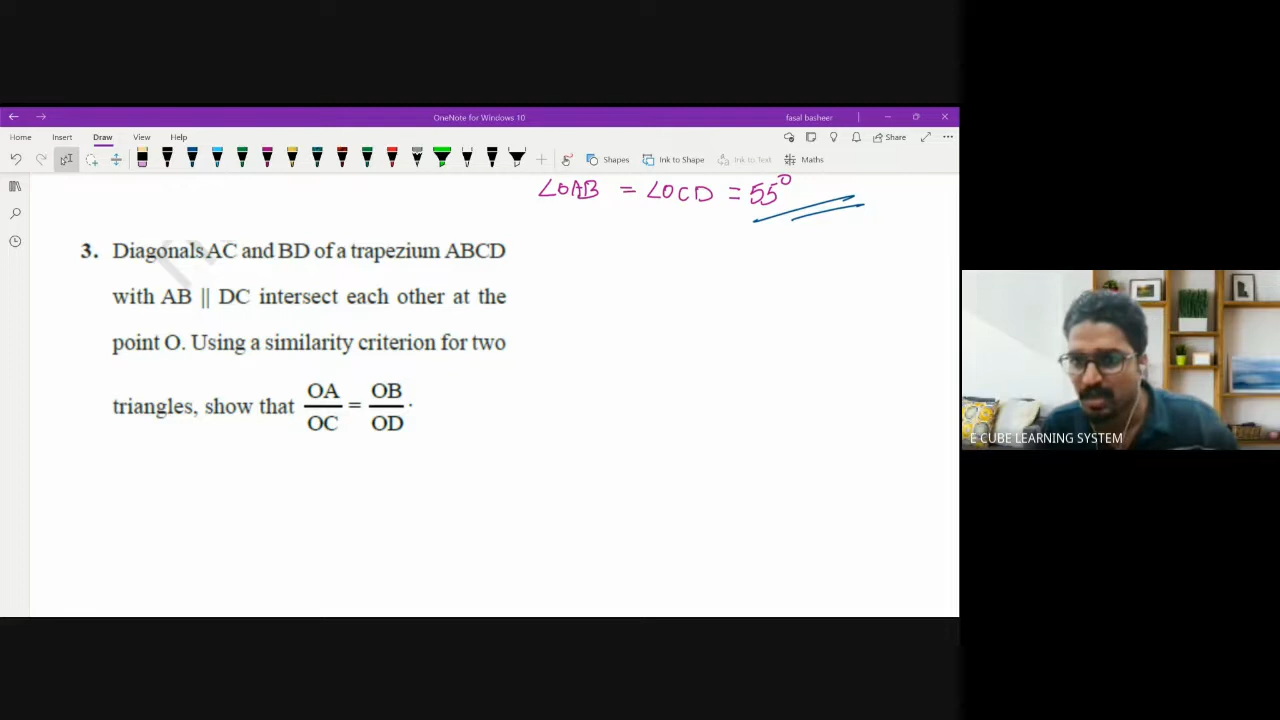 OneNote for Windows 10
fasal basheer
Home Insert Draw View Help
Share
Shapes Ink to Shape Ink to Text Maths
∠OAB = ∠OCD = 55°
3. Diagonals AC and BD of a trapezium ABCD
with AB || DC intersect each other at the
point O. Using a similarity criterion for two
triangles, show that OA/OC = OB/OD.
E CUBE LEARNING SYSTEM